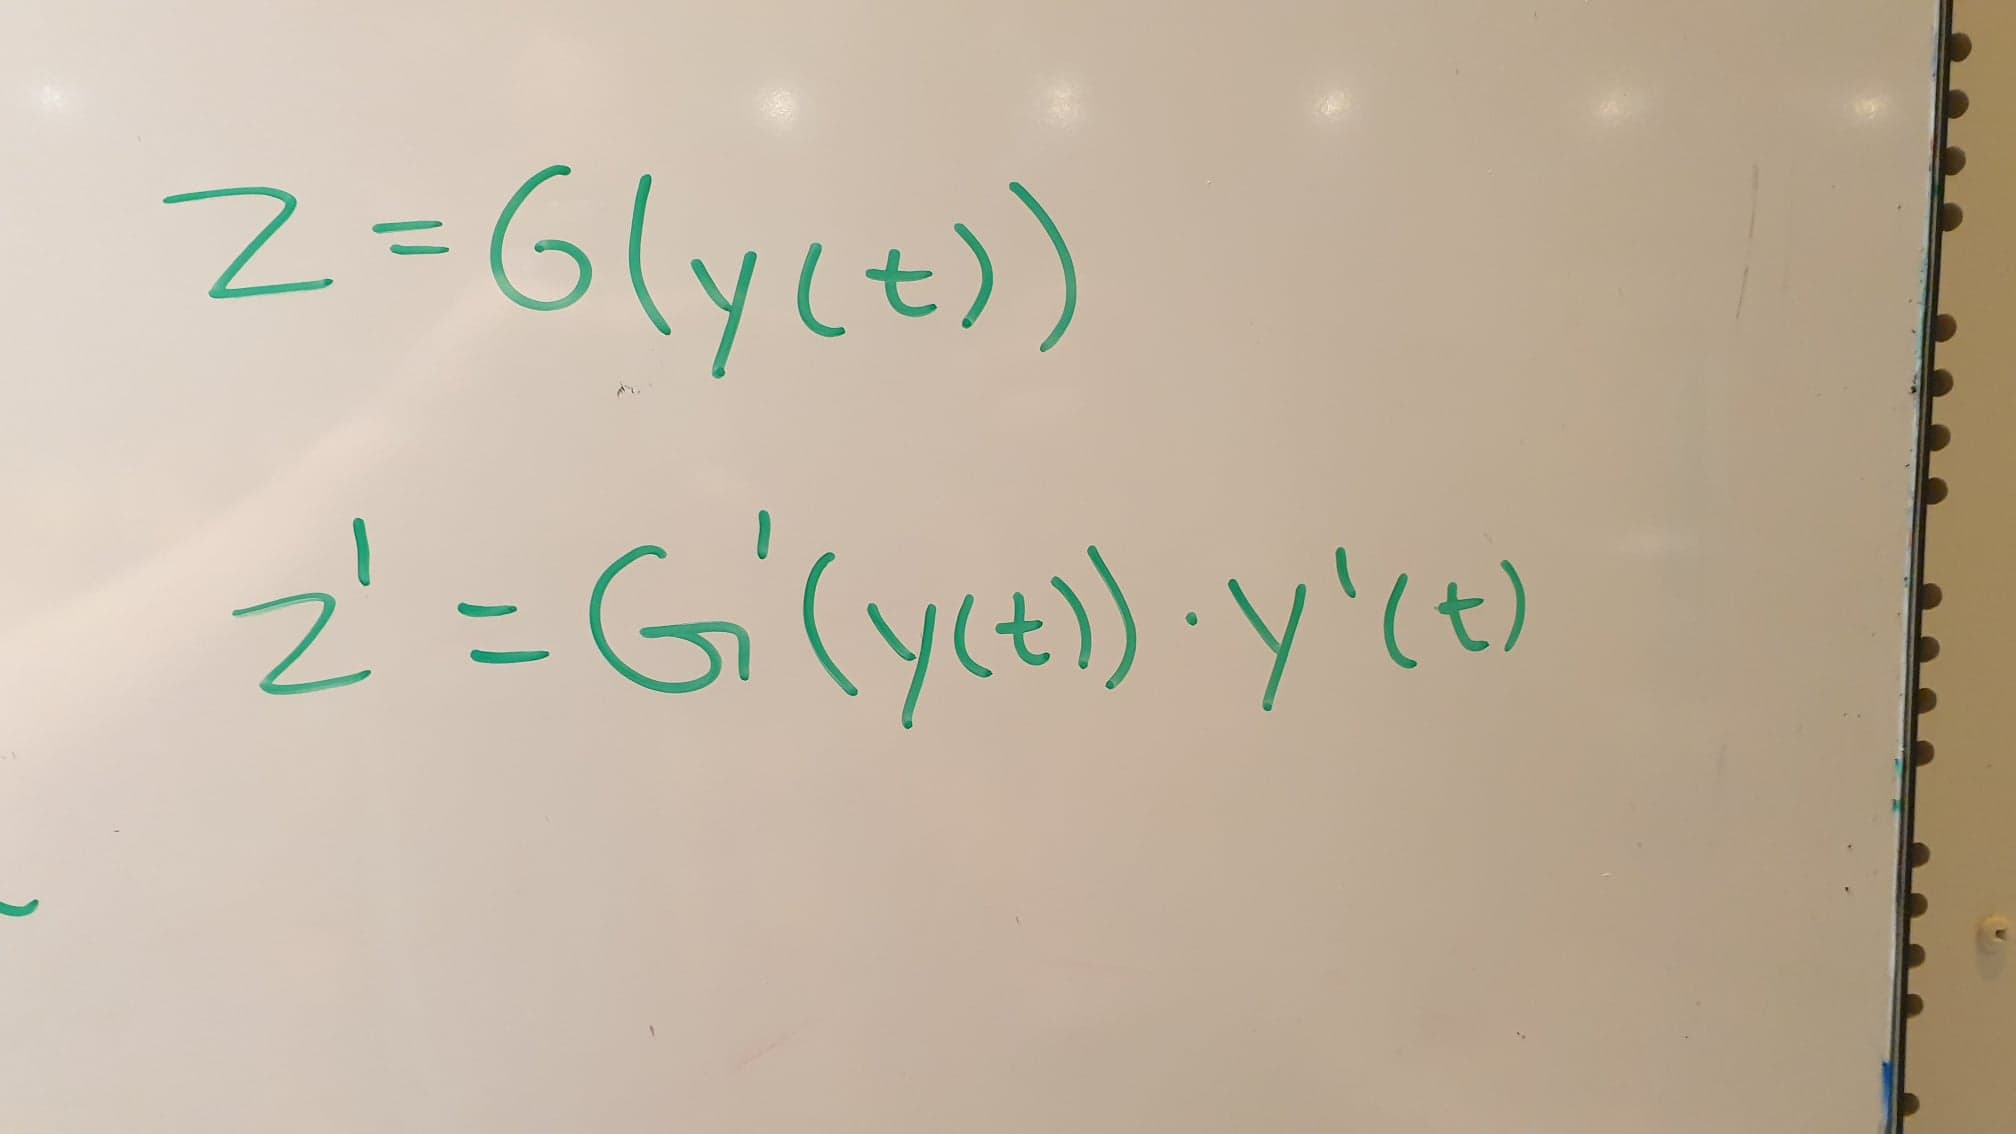 z = G(y(t))
z' = G'(y(t)) · y'(t)